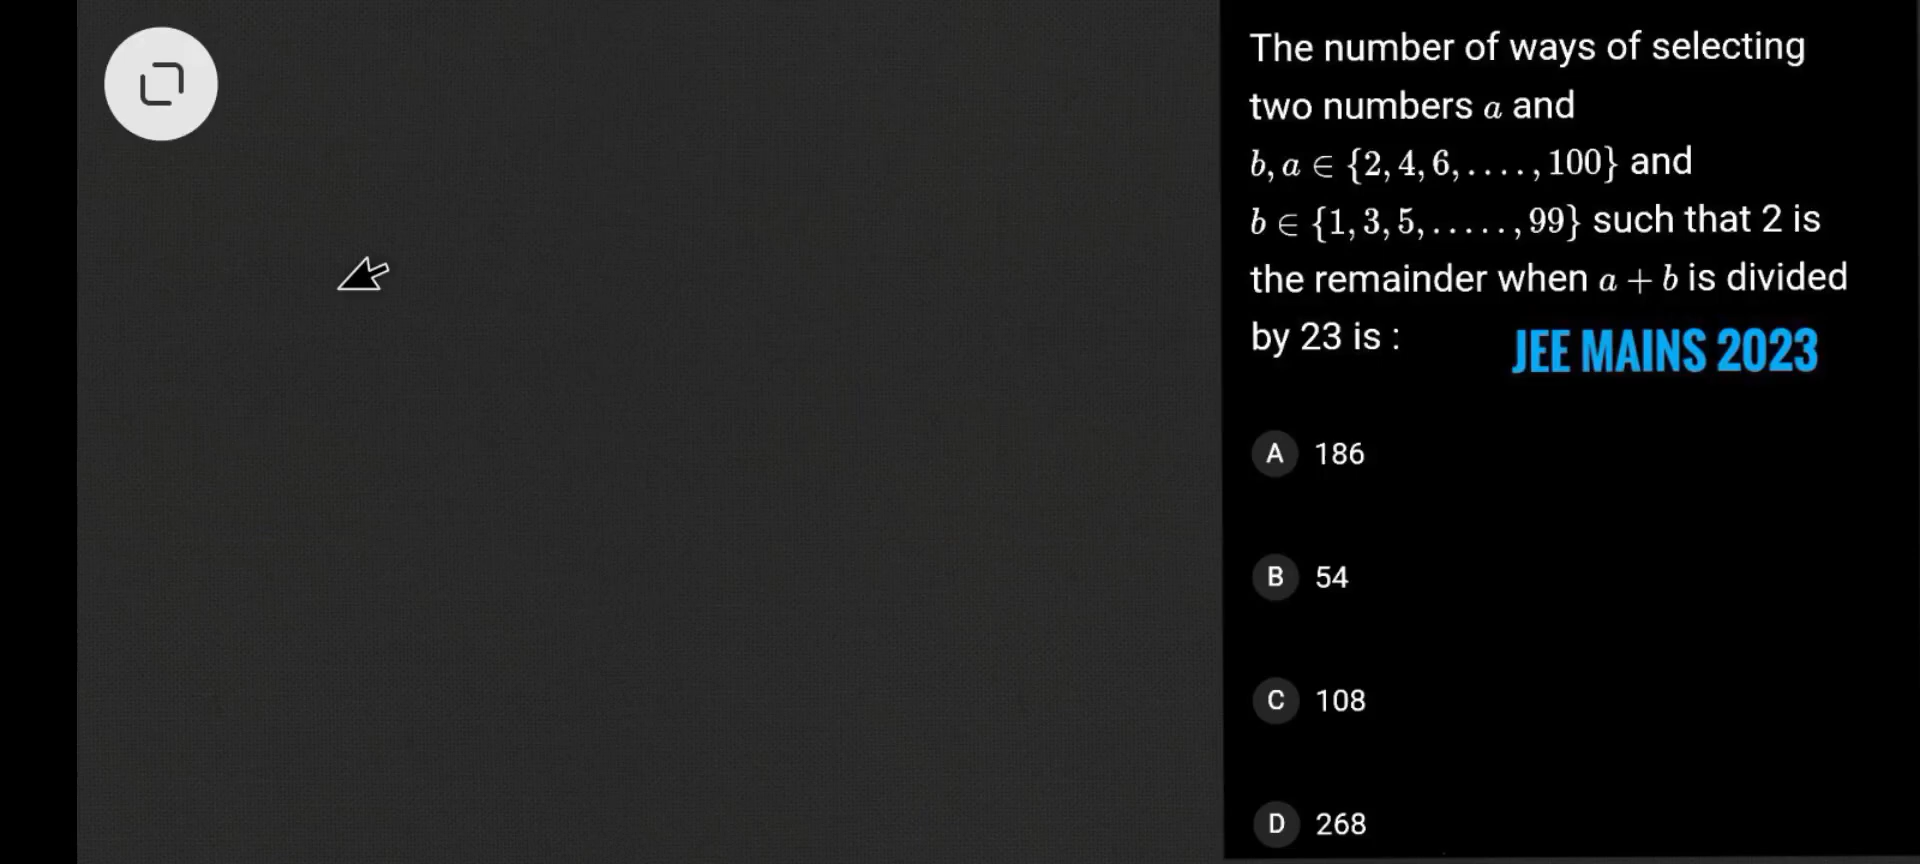 The number of ways of selecting
two numbers a and
b, a ∈ {2, 4, 6, . . . . , 100} and
b ∈ {1, 3, 5, . . . . . , 99} such that 2 is
the remainder when a + b is divided
by 23 is :
JEE MAINS 2023
A 186
B 54
C 108
D 268